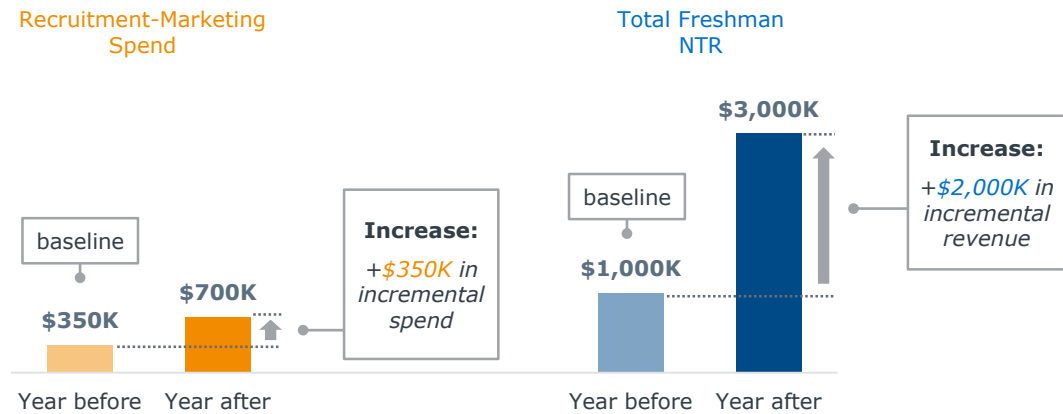 Recruitment-Marketing
Spend
$350K
$700K
baseline
Increase:
+$350K in
incremental
spend
Year before
Year after
Total Freshman
NTR
$1,000K
$3,000K
baseline
Increase:
+$2,000K in
incremental
revenue
Year before
Year after